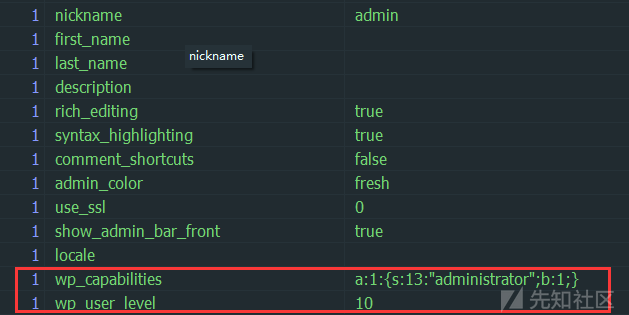 1 nickname admin
1 first_name
1 last_name
nickname
1 description
1 rich_editing true
1 syntax_highlighting true
1 comment_shortcuts false
1 admin_color fresh
1 use_ssl 0
1 show_admin_bar_front true
1 locale
1 wp_capabilities a:1:{s:13:"administrator";b:1;}
1 wp_user_level 10
先知社区